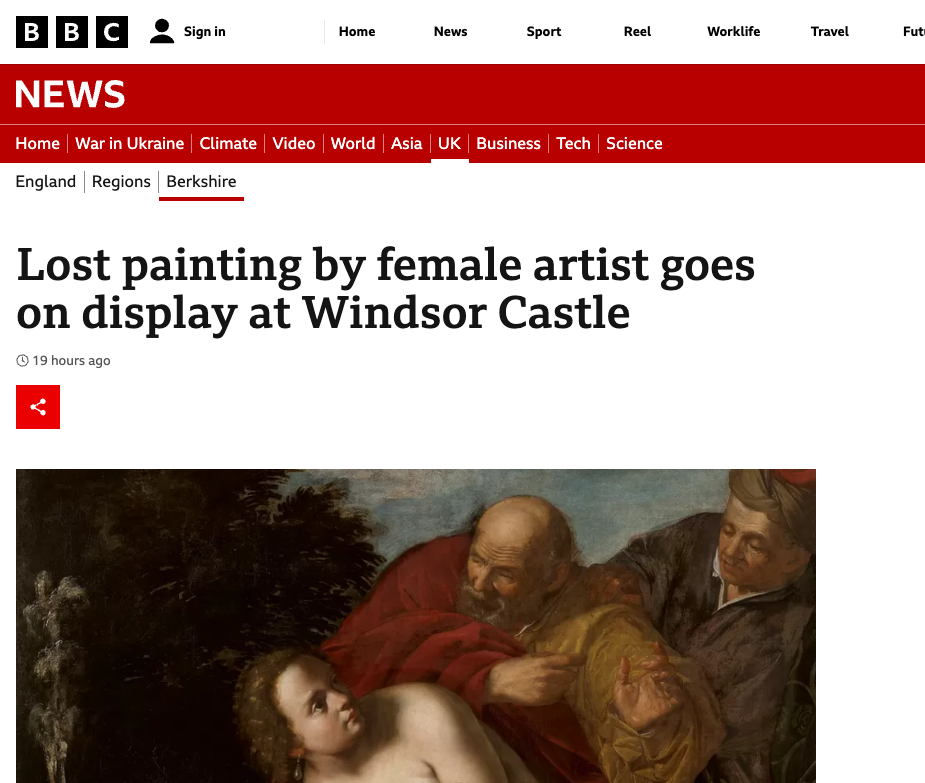 BBC Sign in Home News Sport Reel Worklife Travel
NEWS
Home War in Ukraine Climate Video World Asia UK Business Tech Science
England Regions Berkshire
Lost painting by female artist goes
on display at Windsor Castle
19 hours ago